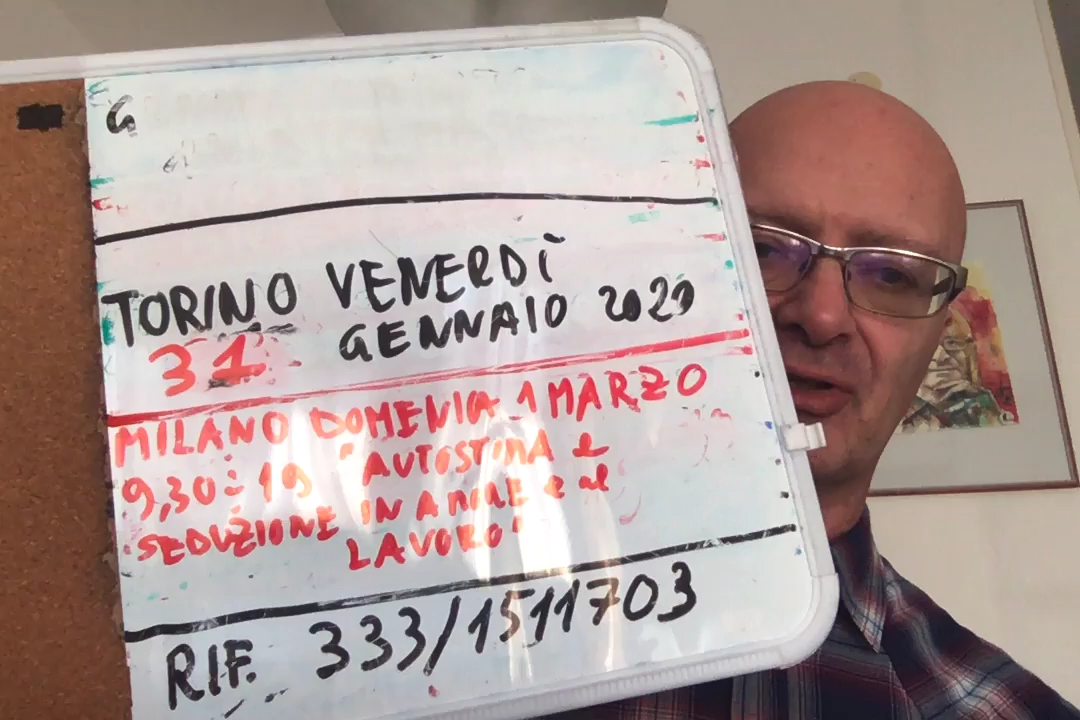 G
TORINO VENERDÌ
31 GENNAIO 2020
MILANO DOMENICA 1 MARZO
9,30-19 "AUTOSTIMA e
SEDUZIONE IN AMORE e al
LAVORO"
RIF. 333/1511703